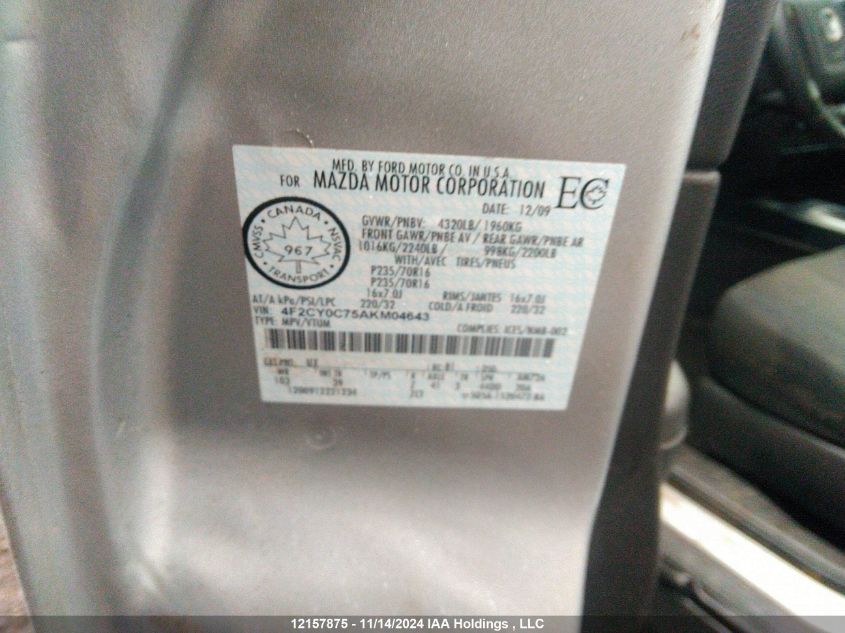 MFD. BY FORD MOTOR CO. IN U.S.A.
FOR MAZDA MOTOR CORPORATION EC
DATE: 12/09
CMVSS · CANADA · NSVAC
967
TRANSPORT
GVWR/PNBV: 4320LB/ 1960KG
FRONT GAWR/PNBE AV / REAR GAWR/PNBE AR
1016KG/2240LB / 998KG/2200LB
WITH/AVEC TIRES/PNEUS
P235/70R16
P235/70R16
16x7.0J RIMS/JANTES 16x7.0J
AT/A kPa/PSI/LPC 220/32 COLD/A FROID 220/32
VIN: 4F2CY0C75AKM04643
TYPE: MPV/VTUM COMPLIES ICES/NMB-002
12157875 - 11/14/2024 IAA Holdings , LLC